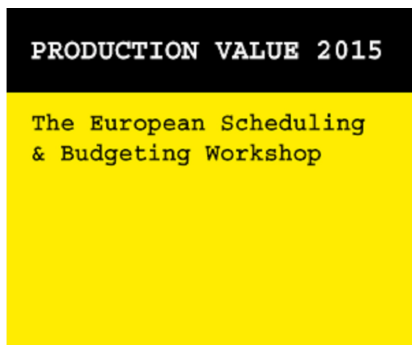 PRODUCTION VALUE 2015
The European Scheduling
& Budgeting Workshop